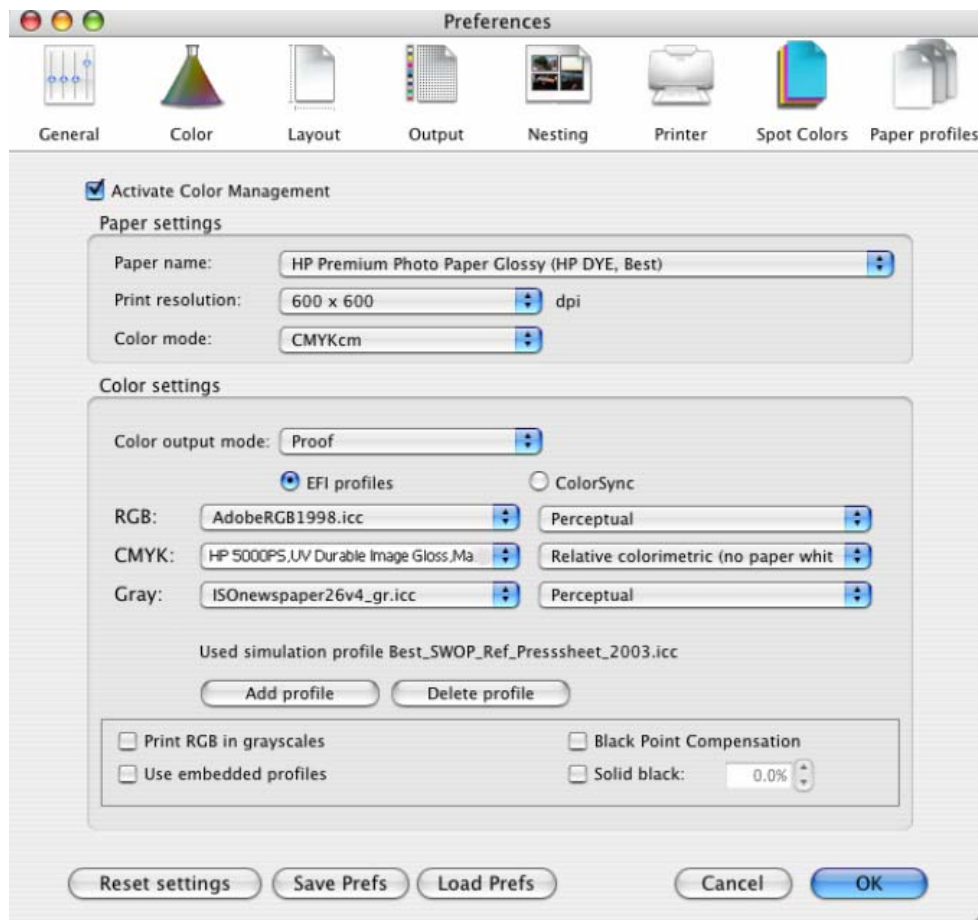 Preferences
General Color Layout Output Nesting Printer Spot Colors Paper profiles
Activate Color Management
Paper settings
Paper name: HP Premium Photo Paper Glossy (HP DYE, Best)
Print resolution: 600 x 600 dpi
Color mode: CMYKcm
Color settings
Color output mode: Proof
EFI profiles ColorSync
RGB: AdobeRGB1998.icc Perceptual
CMYK: HP 5000PS,UV Durable Image Gloss,Ma Relative colorimetric (no paper whit
Gray: ISOnewspaper26v4_gr.icc Perceptual
Used simulation profile Best_SWOP_Ref_Presssheet_2003.icc
Add profile Delete profile
Print RGB in grayscales Black Point Compensation
Use embedded profiles Solid black: 0.0%
Reset settings Save Prefs Load Prefs Cancel OK